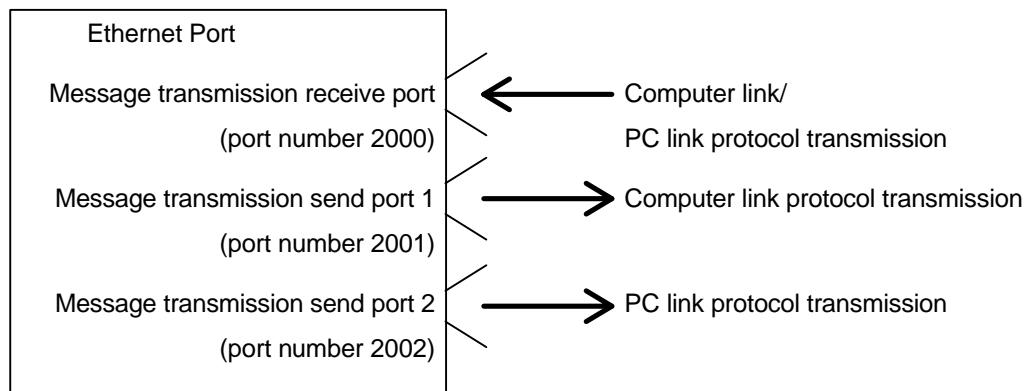 Ethernet Port
Message transmission receive port
(port number 2000)
Computer link/
PC link protocol transmission
Message transmission send port 1
(port number 2001)
Computer link protocol transmission
Message transmission send port 2
(port number 2002)
PC link protocol transmission